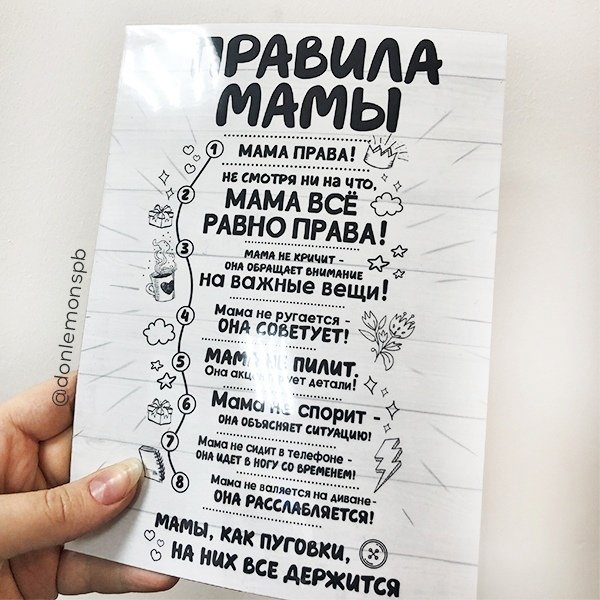 ПРАВИЛА
МАМЫ
1 МАМА ПРАВА!
НЕ СМОТРЯ НИ НА ЧТО,
2 МАМА ВСЁ
РАВНО ПРАВА!
3 МАМА НЕ КРИЧИТ -
ОНА ОБРАЩАЕТ ВНИМАНИЕ
НА ВАЖНЫЕ ВЕЩИ!
4 Мама не ругается -
ОНА СОВЕТУЕТ!
5 МАМА НЕ ПИЛИТ.
Она акцентирует детали!
6 Мама не спорит -
ОНА ОБЪЯСНЯЕТ СИТУАЦИЮ!
7 Мама не сидит в телефоне -
ОНА ИДЕТ В НОГУ СО ВРЕМЕНЕМ!
8 Мама не валяется на диване-
ОНА РАССЛАБЛЯЕТСЯ!
МАМЫ, КАК ПУГОВКИ,
НА НИХ ВСЕ ДЕРЖИТСЯ
@donlemonspb